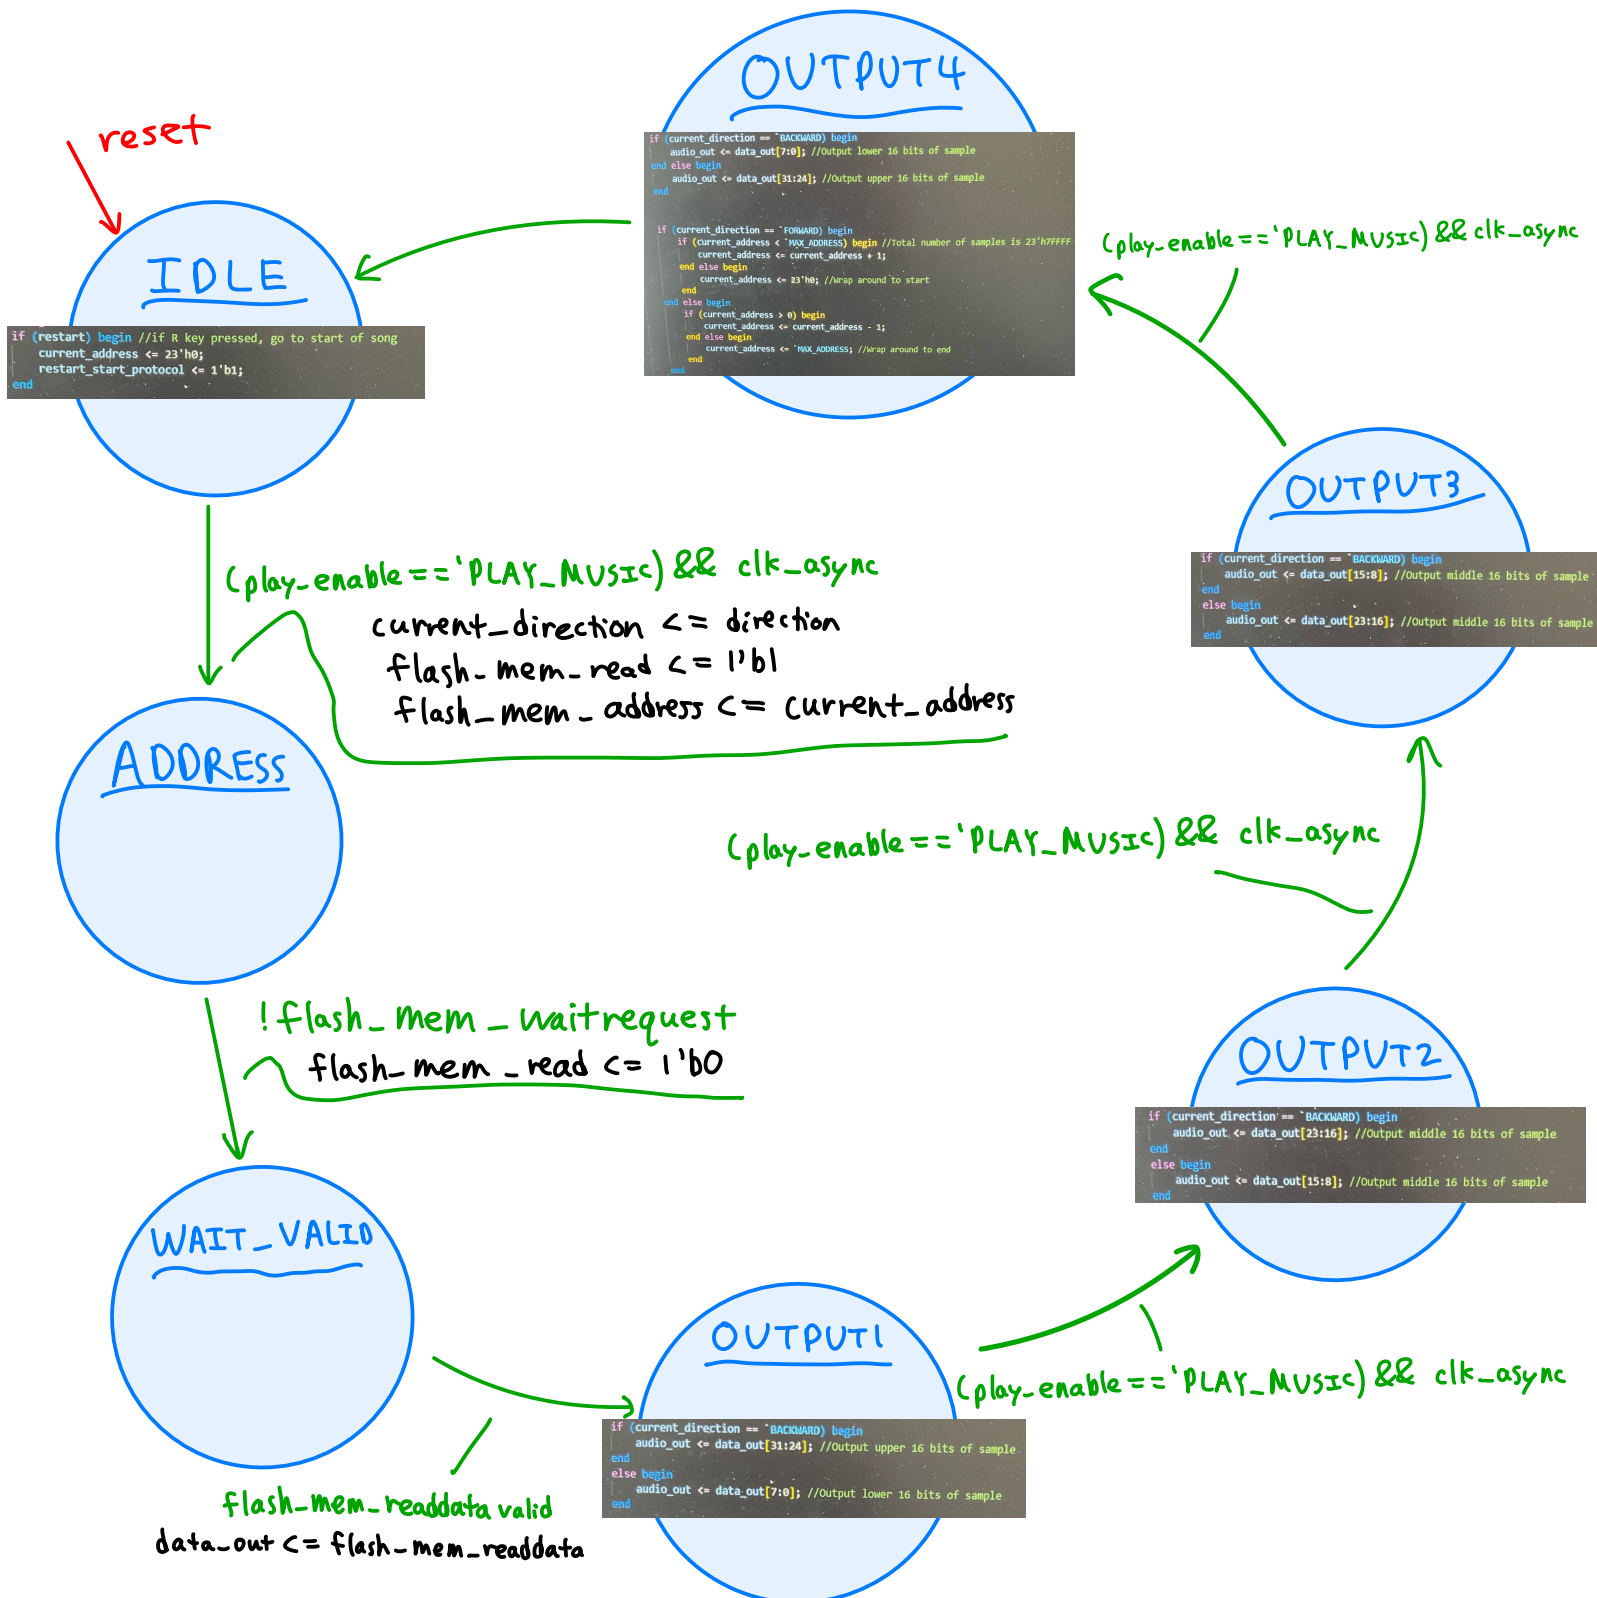 reset
IDLE
if (restart) begin //if R key pressed, go to start of song
current_address <= 23'h0;
restart_start_protocol <= 1'b1;
end
(play_enable=='PLAY_MUSIC) && clk_async
current_direction <= direction
flash_mem_read <= 1'b1
flash_mem_address <= current_address
ADDRESS
!flash_mem_waitrequest
flash_mem_read <= 1'b0
WAIT_VALID
flash_mem_readdatavalid
data_out <= flash_mem_readdata
OUTPUT1
if (current_direction == `BACKWARD) begin
audio_out <= data_out[31:24]; //Output upper 16 bits of sample
end
else begin
audio_out <= data_out[7:0]; //Output lower 16 bits of sample
end
(play_enable=='PLAY_MUSIC) && clk_async
OUTPUT2
if (current_direction == `BACKWARD) begin
audio_out <= data_out[23:16]; //Output middle 16 bits of sample
end
else begin
audio_out <= data_out[15:8]; //Output middle 16 bits of sample
end
(play_enable=='PLAY_MUSIC) && clk_async
OUTPUT3
if (current_direction == `BACKWARD) begin
audio_out <= data_out[15:8]; //Output middle 16 bits of sample
end
else begin
audio_out <= data_out[23:16]; //Output middle 16 bits of sample
end
(play_enable=='PLAY_MUSIC) && clk_async
OUTPUT4
if (current_direction == `BACKWARD) begin
audio_out <= data_out[7:0]; //Output lower 16 bits of sample
end else begin
audio_out <= data_out[31:24]; //Output upper 16 bits of sample
end
if (current_direction == `FORWARD) begin
if (current_address < `MAX_ADDRESS) begin //Total number of samples is 23'h7FFFF
current_address <= current_address + 1;
end else begin
current_address <= 23'h0; //Wrap around to start
end
end else begin
if (current_address > 0) begin
current_address <= current_address - 1;
end else begin
current_address <= `MAX_ADDRESS; //Wrap around to end
end
end